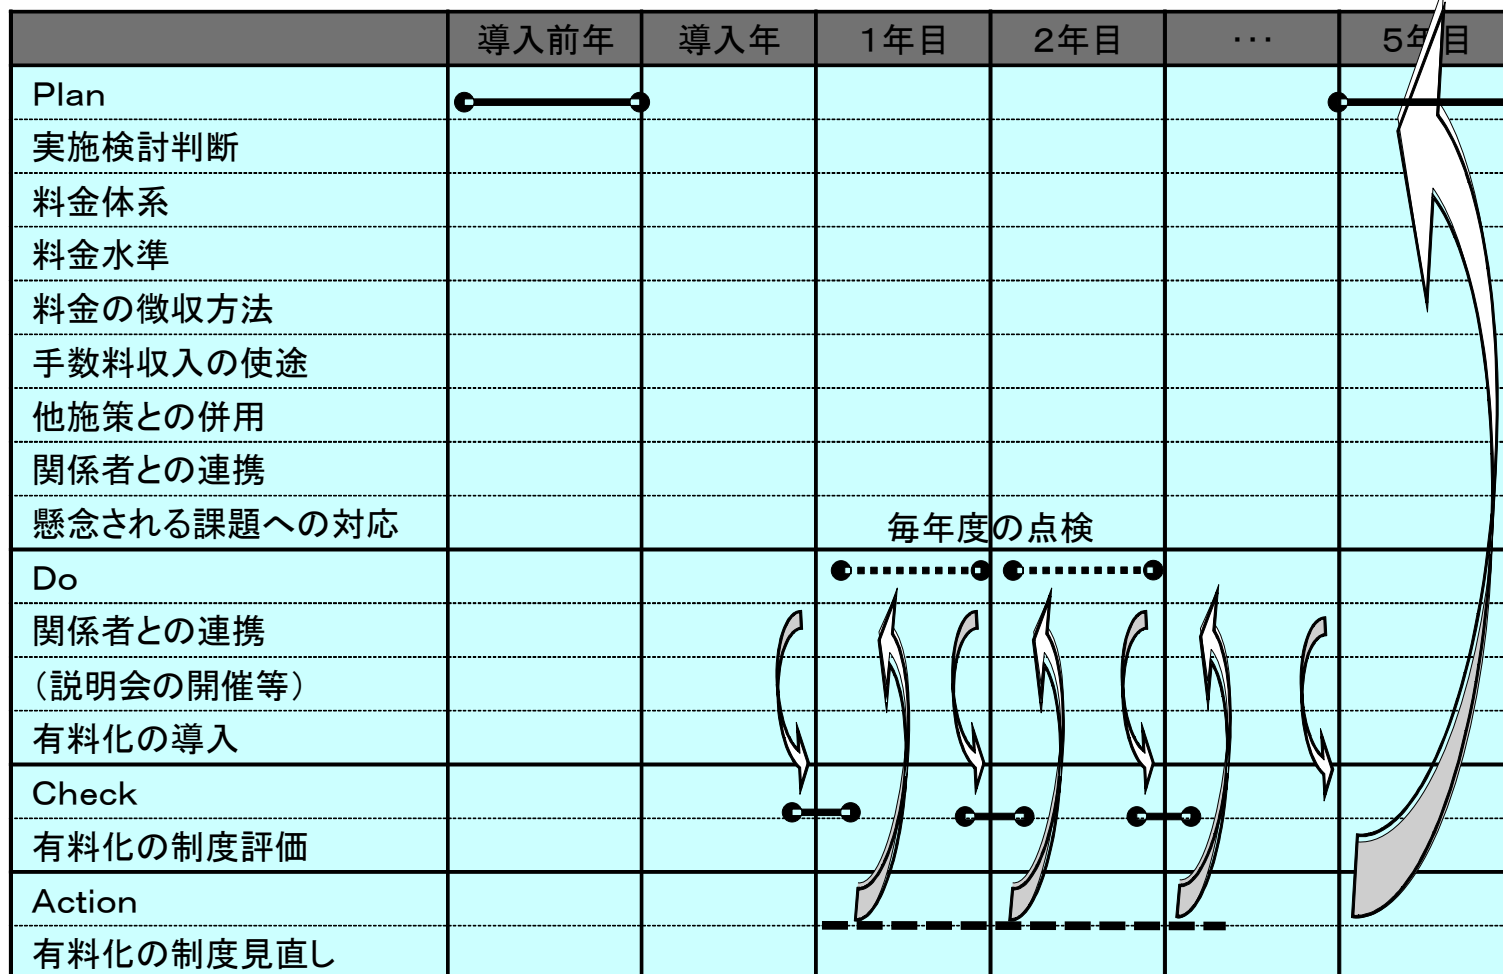 導入前年 導入年 1年目 2年目 ･･･ 5年目
Plan
実施検討判断
料金体系
料金水準
料金の徴収方法
手数料収入の使途
他施策との併用
関係者との連携
懸念される課題への対応 毎年度の点検
Do
関係者との連携
（説明会の開催等）
有料化の導入
Check
有料化の制度評価
Action
有料化の制度見直し